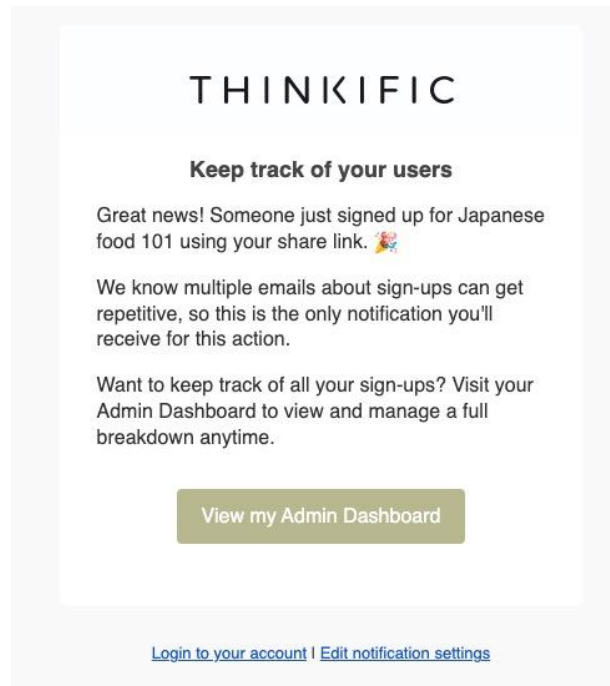 THINKIFIC
Keep track of your users
Great news! Someone just signed up for Japanese
food 101 using your share link. 🎉
We know multiple emails about sign-ups can get
repetitive, so this is the only notification you'll
receive for this action.
Want to keep track of all your sign-ups? Visit your
Admin Dashboard to view and manage a full
breakdown anytime.
View my Admin Dashboard
Login to your account | Edit notification settings